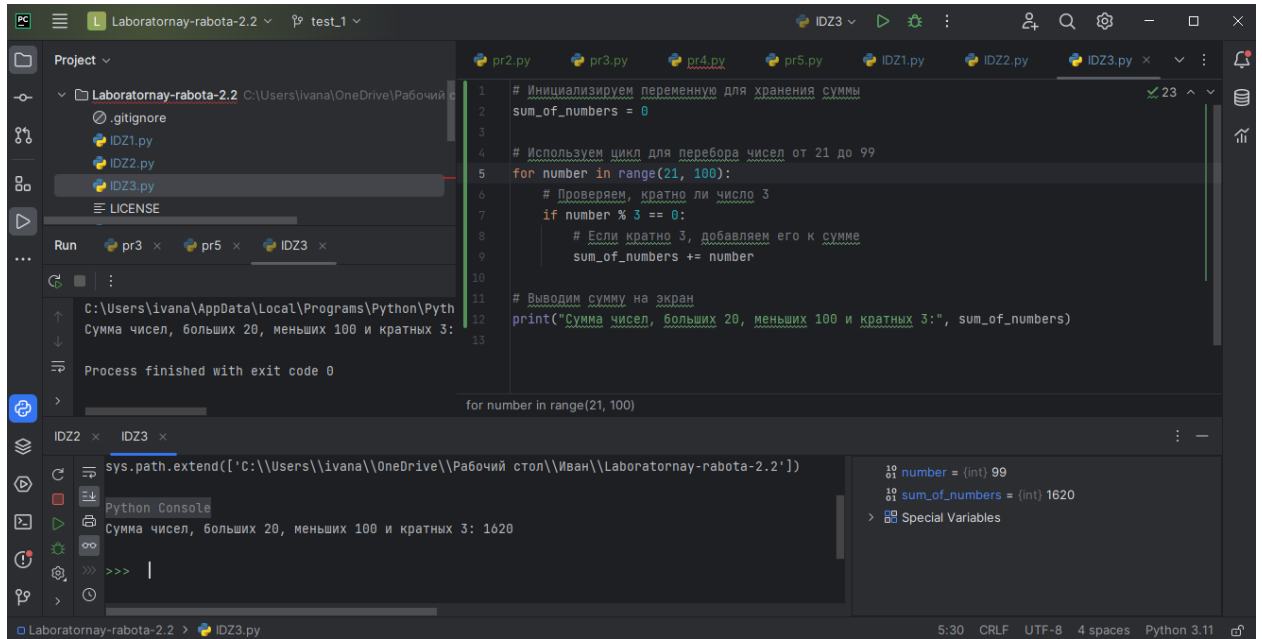 PC
L Laboratornay-rabota-2.2
test_1
IDZ3
Project
Laboratornay-rabota-2.2 C:\Users\ivana\OneDrive\Рабочий с
.gitignore
IDZ1.py
IDZ2.py
IDZ3.py
LICENSE
pr2.py
pr3.py
pr4.py
pr5.py
IDZ1.py
IDZ2.py
IDZ3.py
23
1 # Инициализируем переменную для хранения суммы
2 sum_of_numbers = 0
3
4 # Используем цикл для перебора чисел от 21 до 99
5 for number in range(21, 100):
6 # Проверяем, кратно ли число 3
7 if number % 3 == 0:
8 # Если кратно 3, добавляем его к сумме
9 sum_of_numbers += number
10
11 # Выводим сумму на экран
12 print("Сумма чисел, больших 20, меньших 100 и кратных 3:", sum_of_numbers)
13
for number in range(21, 100)
Run
pr3
pr5
IDZ3
C:\Users\ivana\AppData\Local\Programs\Python\Pyth
Сумма чисел, больших 20, меньших 100 и кратных 3:
Process finished with exit code 0
IDZ2
IDZ3
sys.path.extend(['C:\\Users\\ivana\\OneDrive\\Рабочий стол\\Иван\\Laboratornay-rabota-2.2'])
Python Console
Сумма чисел, больших 20, меньших 100 и кратных 3: 1620
>>>
number = {int} 99
sum_of_numbers = {int} 1620
Special Variables
Laboratornay-rabota-2.2 > IDZ3.py
5:30 CRLF UTF-8 4 spaces Python 3.11